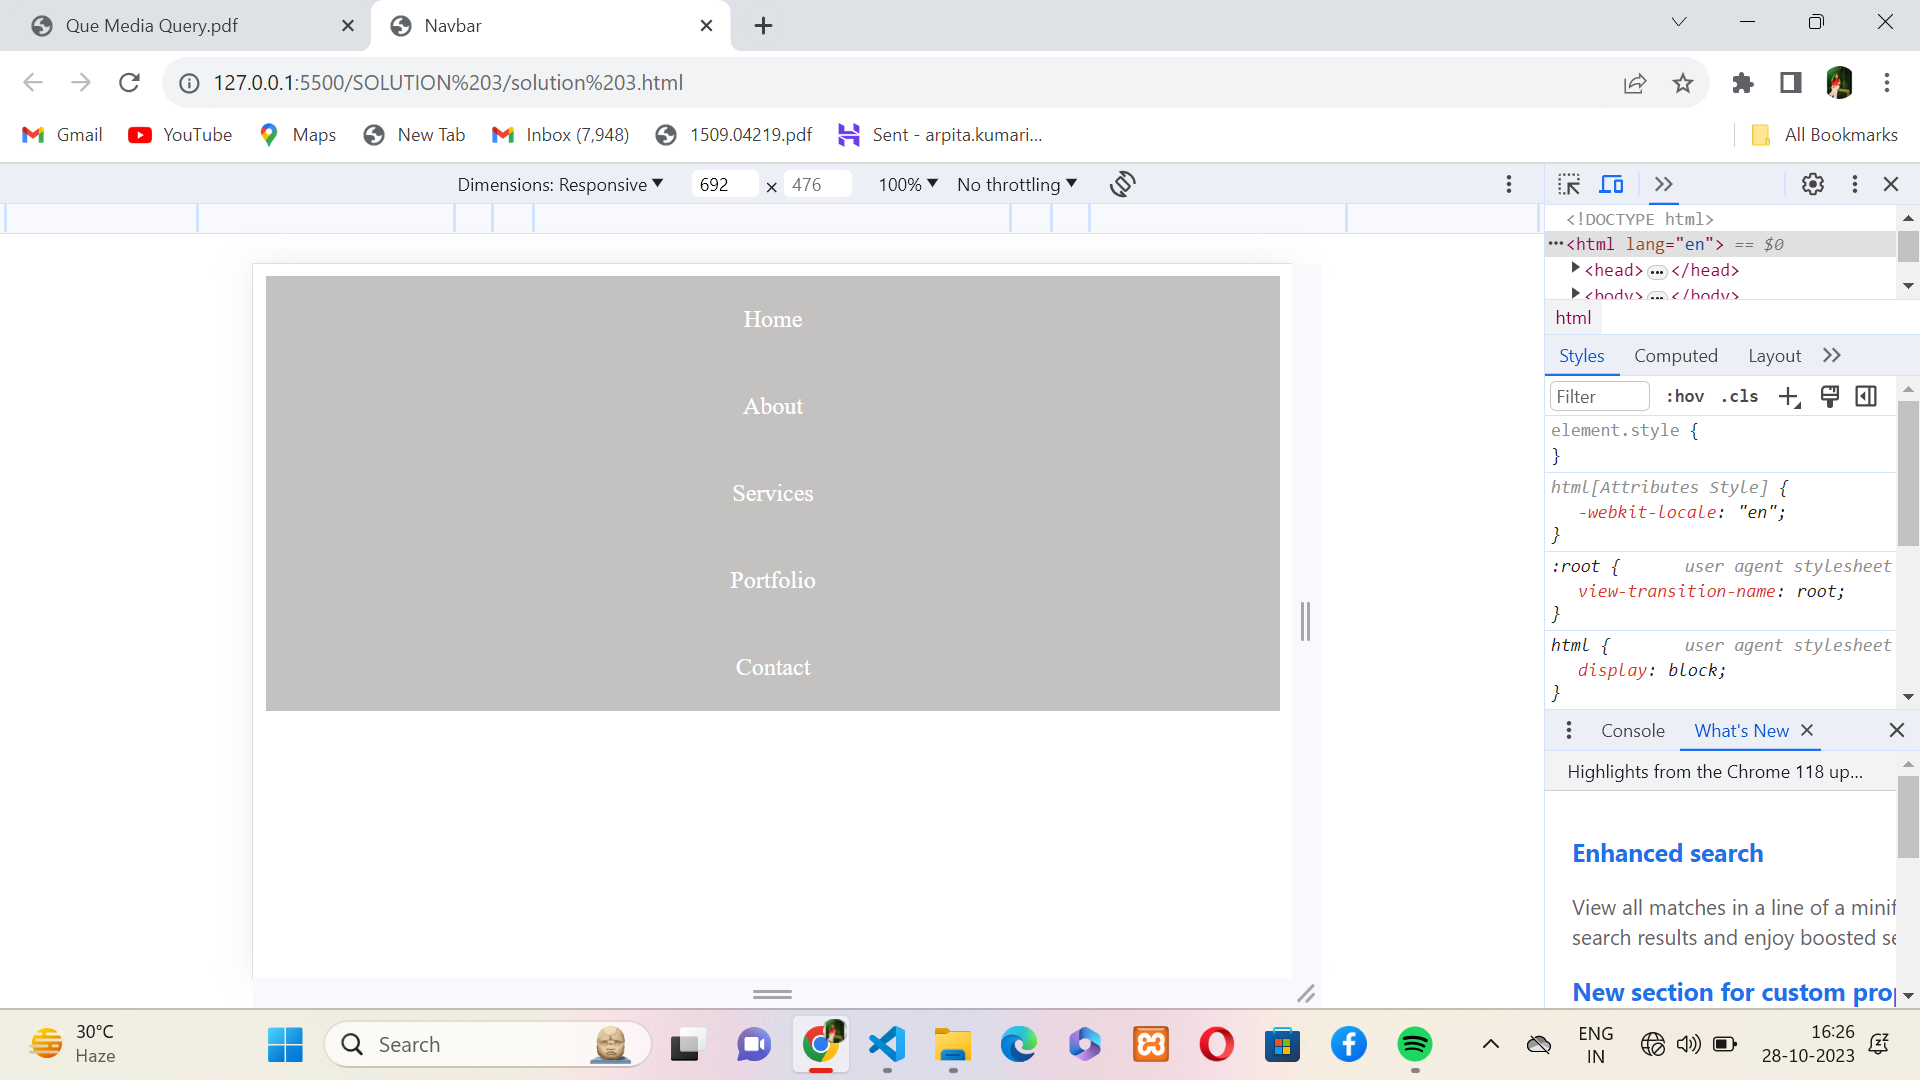 Que Media Query.pdf
Navbar
127.0.0.1:5500/SOLUTION%203/solution%203.html
Gmail
YouTube
Maps
New Tab
Inbox (7,948)
1509.04219.pdf
Sent - arpita.kumari...
All Bookmarks
Dimensions: Responsive
692
×
476
100%
No throttling
Home
About
Services
Portfolio
Contact
<!DOCTYPE html>
<html lang="en"> == $0
<head>
</head>
<body>
</body>
html
Styles
Computed
Layout
Filter
:hov
.cls
element.style {
}
html[Attributes Style] {
-webkit-locale: "en";
}
:root {
user agent stylesheet
view-transition-name: root;
}
html {
user agent stylesheet
display: block;
}
Console
What's New
Highlights from the Chrome 118 up...
Enhanced search
View all matches in a line of a minif
search results and enjoy boosted se
New section for custom prop
30°C
Haze
Search
ENG
IN
16:26
28-10-2023